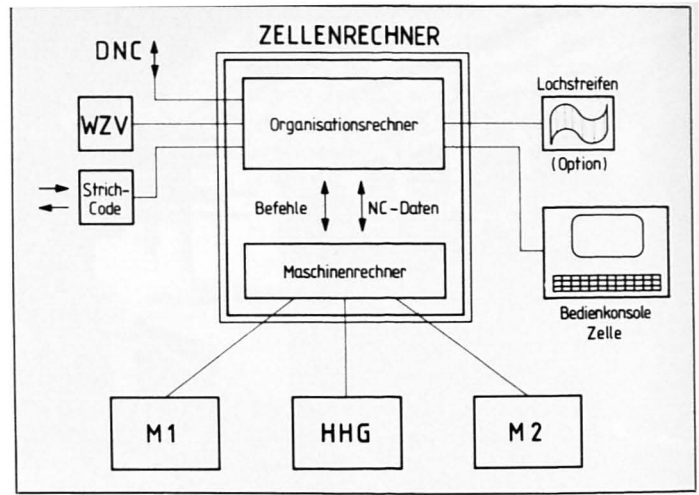 ZELLENRECHNER
DNC
WZV
Strich-
Code
Organisationsrechner
Lochstreifen
(Option)
Befehle
NC-Daten
Maschinenrechner
Bedienkonsole
Zelle
M1
HHG
M2